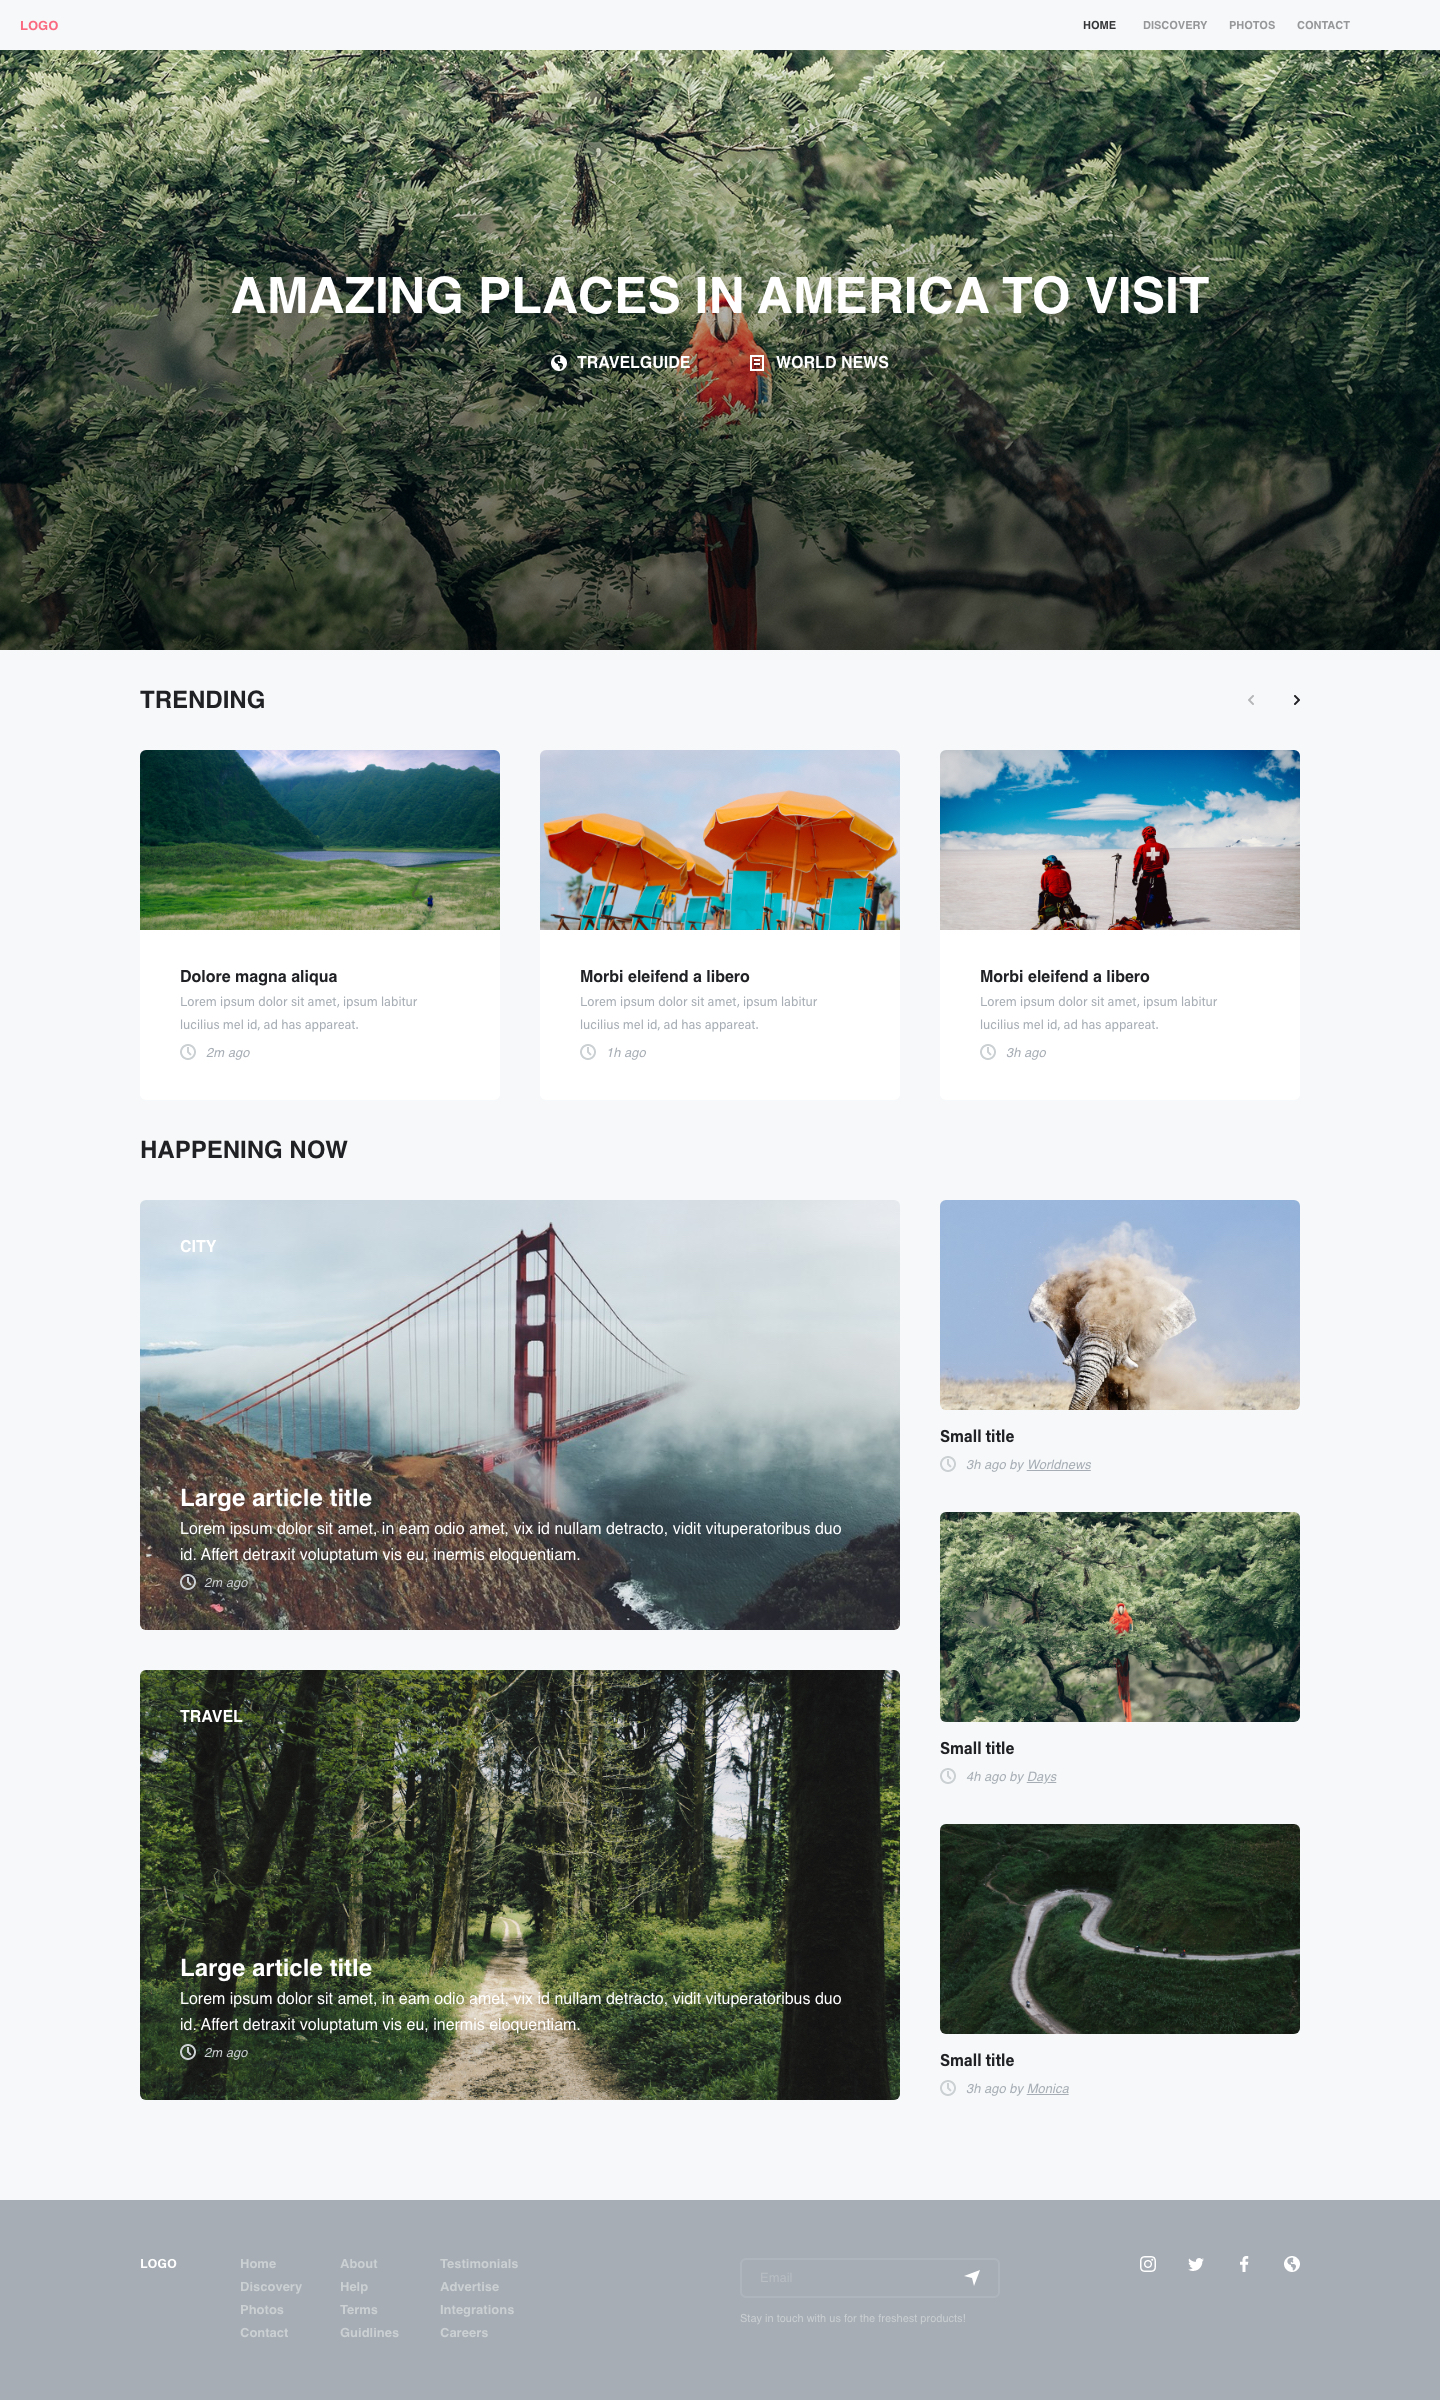 LOGO
HOME DISCOVERY PHOTOS CONTACT
AMAZING PLACES IN AMERICA TO VISIT
TRAVELGUIDE WORLD NEWS
TRENDING
Dolore magna aliqua
Lorem ipsum dolor sit amet, ipsum labitur
lucilius mel id, ad has appareat.
2m ago
Morbi eleifend a libero
Lorem ipsum dolor sit amet, ipsum labitur
lucilius mel id, ad has appareat.
1h ago
Morbi eleifend a libero
Lorem ipsum dolor sit amet, ipsum labitur
lucilius mel id, ad has appareat.
3h ago
HAPPENING NOW
CITY
Large article title
Lorem ipsum dolor sit amet, in eam odio amet, vix id nullam detracto, vidit vituperatoribus duo
id. Affert detraxit voluptatum vis eu, inermis eloquentiam.
2m ago
TRAVEL
Large article title
Lorem ipsum dolor sit amet, in eam odio amet, vix id nullam detracto, vidit vituperatoribus duo
id. Affert detraxit voluptatum vis eu, inermis eloquentiam.
2m ago
Small title
3h ago by Worldnews
Small title
4h ago by Days
Small title
3h ago by Monica
LOGO
Home
Discovery
Photos
Contact
About
Help
Terms
Guidlines
Testimonials
Advertise
Integrations
Careers
Email
Stay in touch with us for the freshest products!